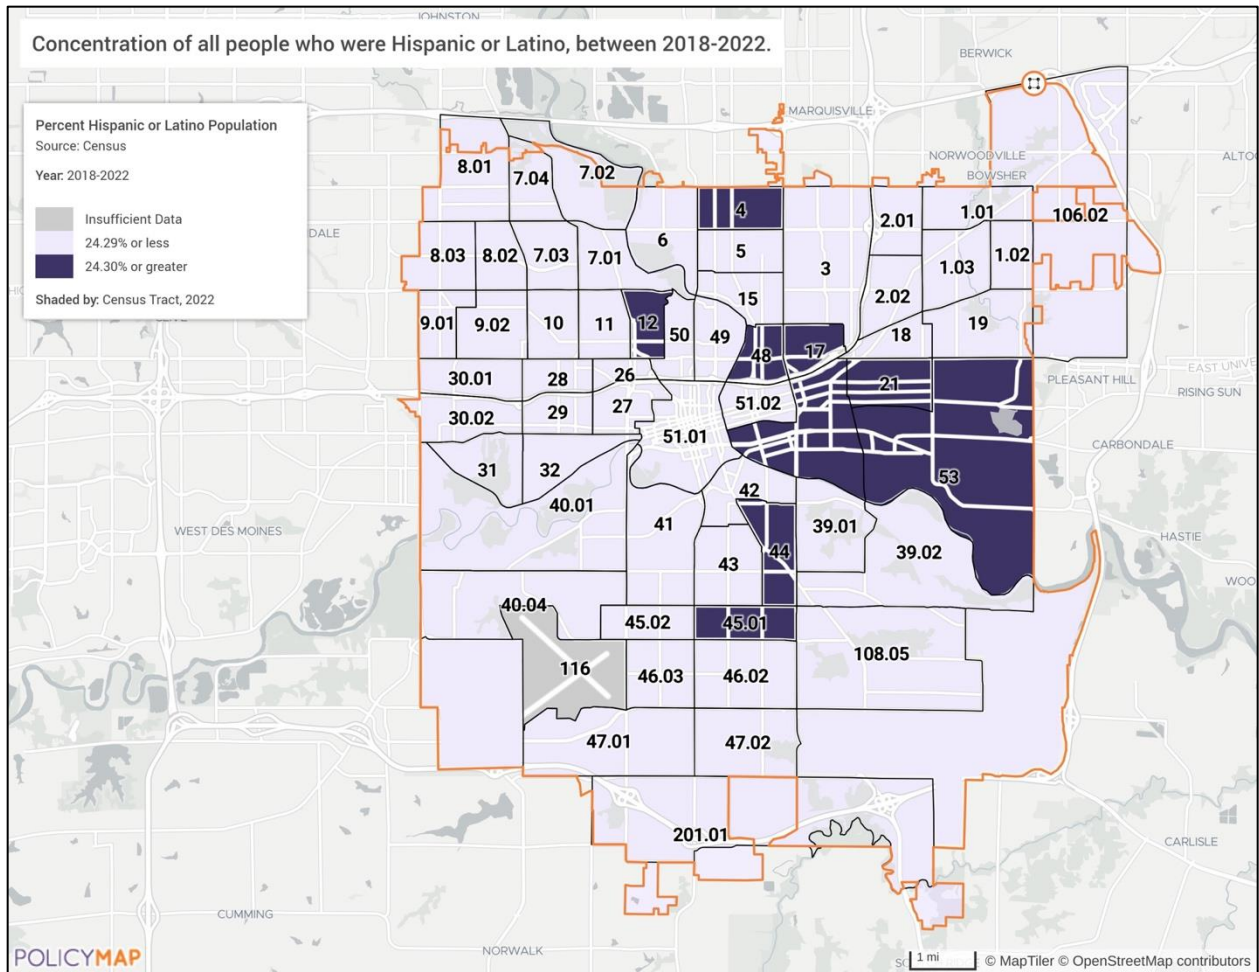 JOHNSTON
Concentration of all people who were Hispanic or Latino, between 2018-2022.
BERWICK
Percent Hispanic or Latino Population
Source: Census
Year: 2018-2022
Insufficient Data
24.29% or less
24.30% or greater
Shaded by: Census Tract, 2022
MARQUISVILLE
NORWOODVILLE
BOWSHER
ALTOO
DALE
8.01
7.04
7.02
4
2.01
1.01
106.02
6
5
3
8.03
8.02
7.03
7.01
1.03
1.02
15
2.02
9.01
9.02
10
11
12
50
49
48
17
18
19
30.01
28
26
21
EAST UNIVE
PLEASANT HILL
RISING SUN
30.02
29
27
51.02
51.01
CARBONDALE
31
32
53
40.01
42
WEST DES MOINES
41
39.01
39.02
HASTIE
43
44
WOO
40.04
45.02
45.01
116
46.03
46.02
108.05
47.01
47.02
201.01
CARLISLE
CUMMING
NORWALK
POLICYMAP
1 mi
© MapTiler © OpenStreetMap contributors